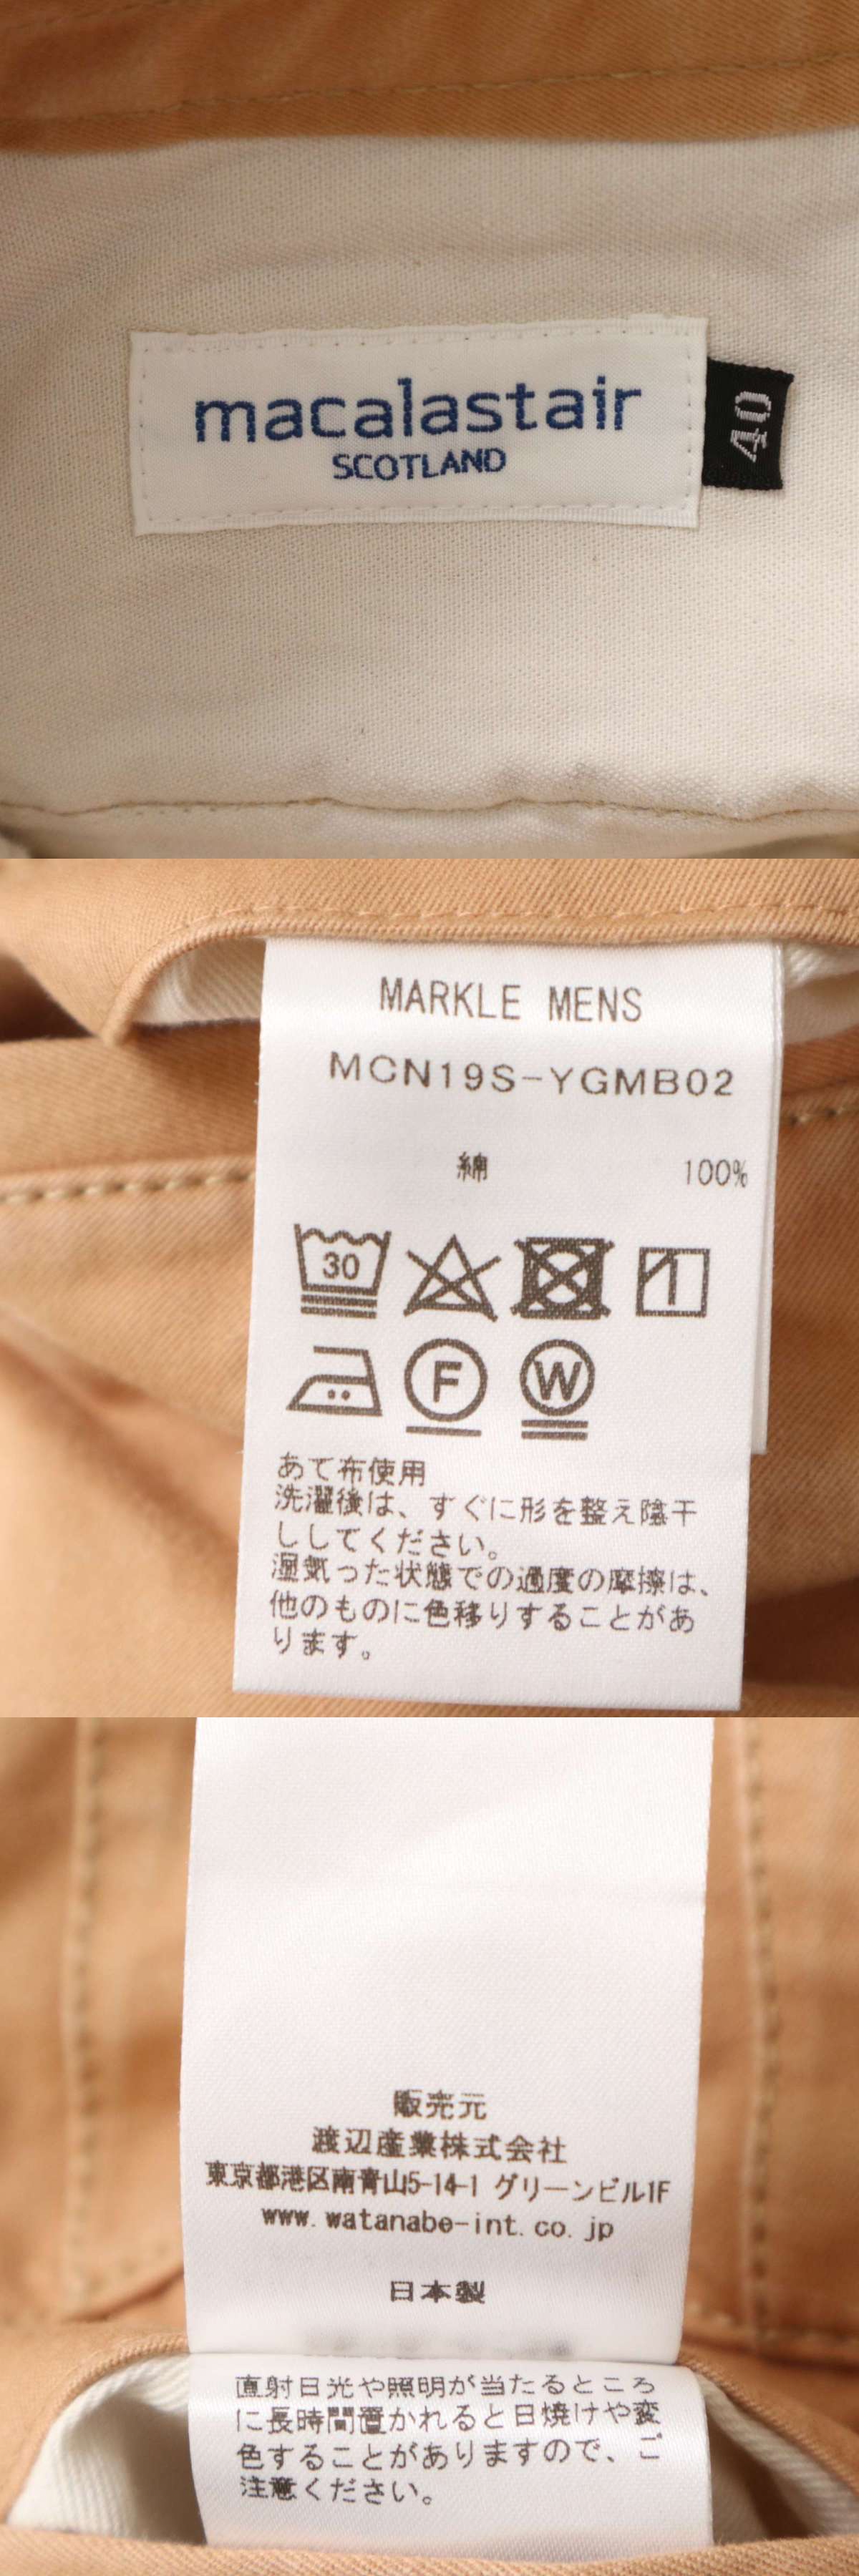 macalastair
SCOTLAND
40
MARKLE MENS
MCN19S-YGMB02
綿 100%
30
F W
あて布使用
洗濯後は、すぐに形を整え陰干
ししてください。
湿気った状態での過度の摩擦は、
他のものに色移りすることがあ
ります。
販売元
渡辺産業株式会社
東京都港区南青山5-14-1 グリーンビル1F
www.watanabe-int.co.jp
日本製
直射日光や照明が当たるところ
に長時間置かれると日焼けや変
色することがありますので、ご
注意ください。